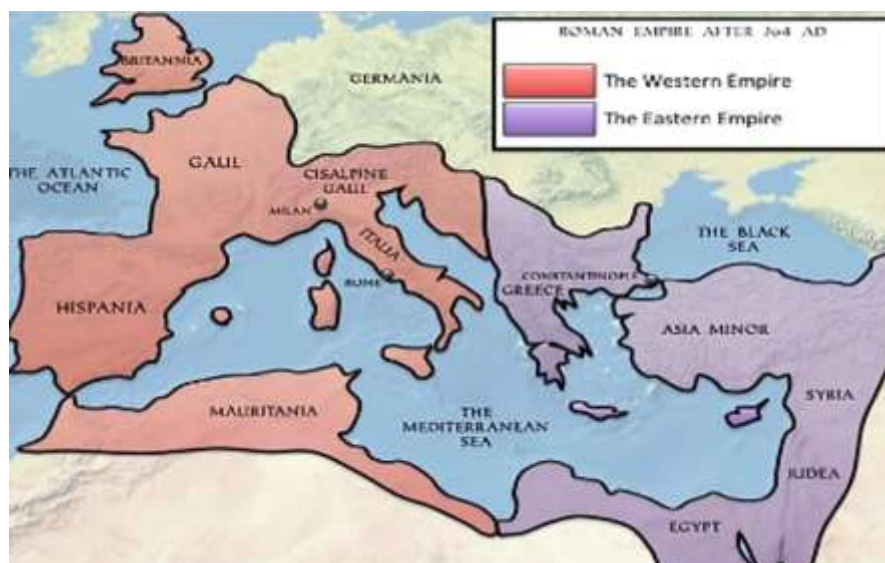 ROMAN EMPIRE AFTER 364 AD
The Western Empire
The Eastern Empire
BRITANNIA
GERMANIA
GAUL
THE ATLANTIC
OCEAN
CISALPINE
GAUL
MILAN
ITALIA
ROME
HISPANIA
THE BLACK
SEA
CONSTANTINOPLE
GREECE
ASIA MINOR
SYRIA
MAURITANIA
THE
MEDITERRANEAN
SEA
JUDEA
EGYPT